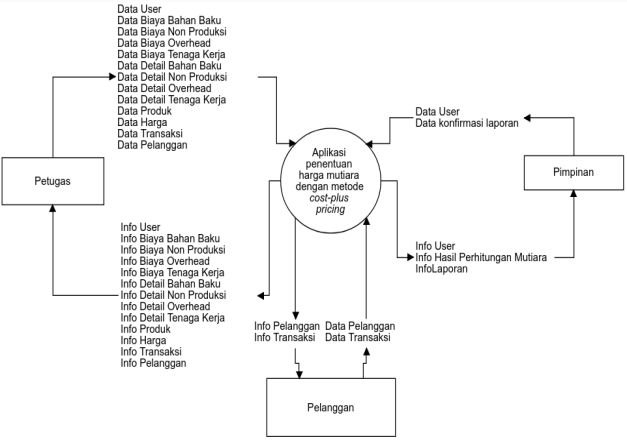 Data User
Data Biaya Bahan Baku
Data Biaya Non Produksi
Data Biaya Overhead
Data Biaya Tenaga Kerja
Data Detail Bahan Baku
Data Detail Non Produksi
Data Detail Overhead
Data Detail Tenaga Kerja
Data Produk
Data Harga
Data Transaksi
Data Pelanggan
Petugas
Aplikasi
penentuan
harga mutiara
dengan metode
cost-plus
pricing
Data User
Data konfirmasi laporan
Pimpinan
Info User
Info Biaya Bahan Baku
Info Biaya Non Produksi
Info Biaya Overhead
Info Biaya Tenaga Kerja
Info Detail Bahan Baku
Info Detail Non Produksi
Info Detail Overhead
Info Detail Tenaga Kerja
Info Produk
Info Harga
Info Transaksi
Info Pelanggan
Info User
Info Hasil Perhitungan Mutiara
InfoLaporan
Info Pelanggan
Info Transaksi
Data Pelanggan
Data Transaksi
Pelanggan